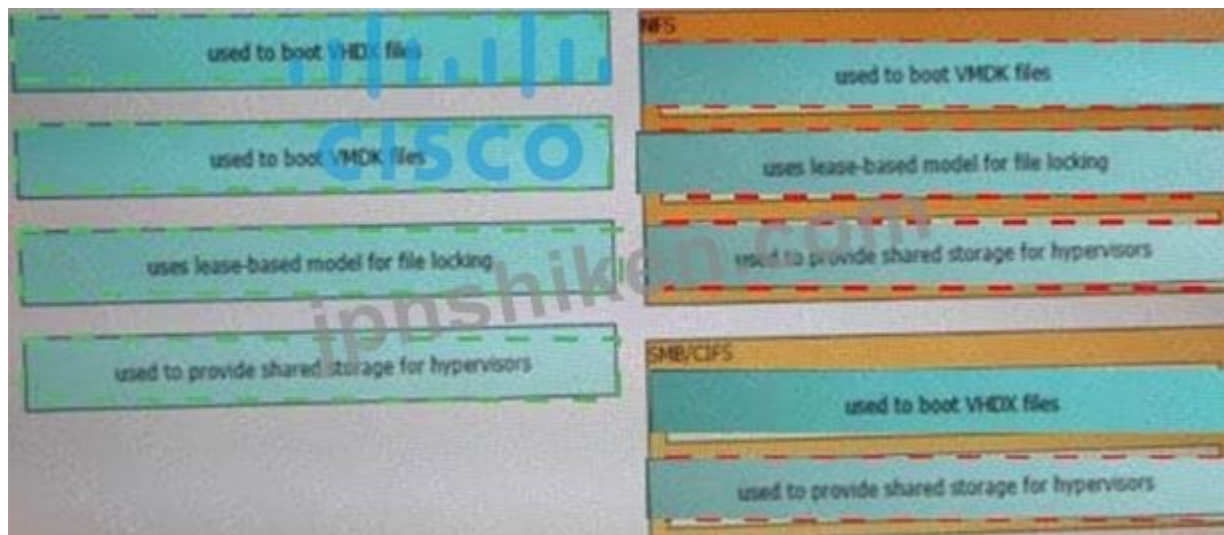 used to boot VHDX files
used to boot VMDK files
uses lease-based model for file locking
used to provide shared storage for hypervisors
NFS
used to boot VMDK files
uses lease-based model for file locking
used to provide shared storage for hypervisors
SMB/CIFS
used to boot VHDX files
used to provide shared storage for hypervisors
CISCO
jpnshiken.com